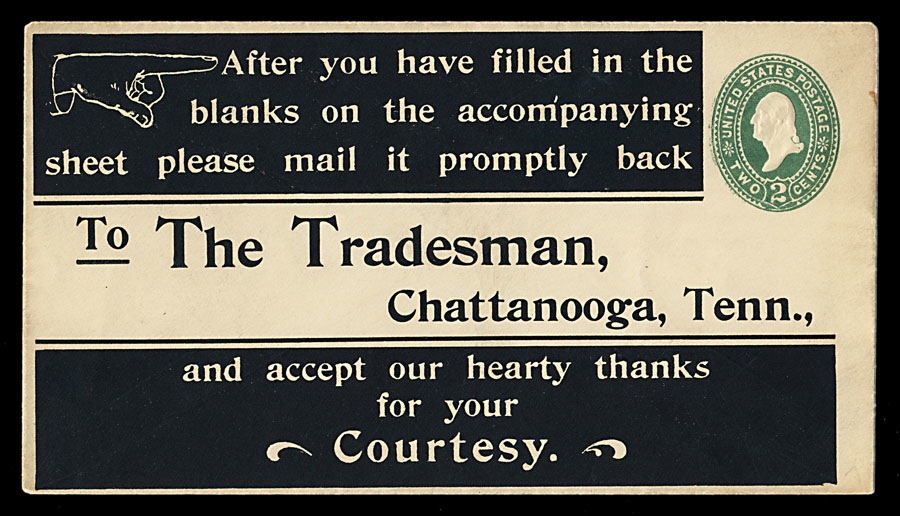 After you have filled in the
blanks on the accompanying
sheet please mail it promptly back
UNITED STATES POSTAGE
TWO 2 CENTS
To The Tradesman,
Chattanooga, Tenn.,
and accept our hearty thanks
for your
Courtesy.